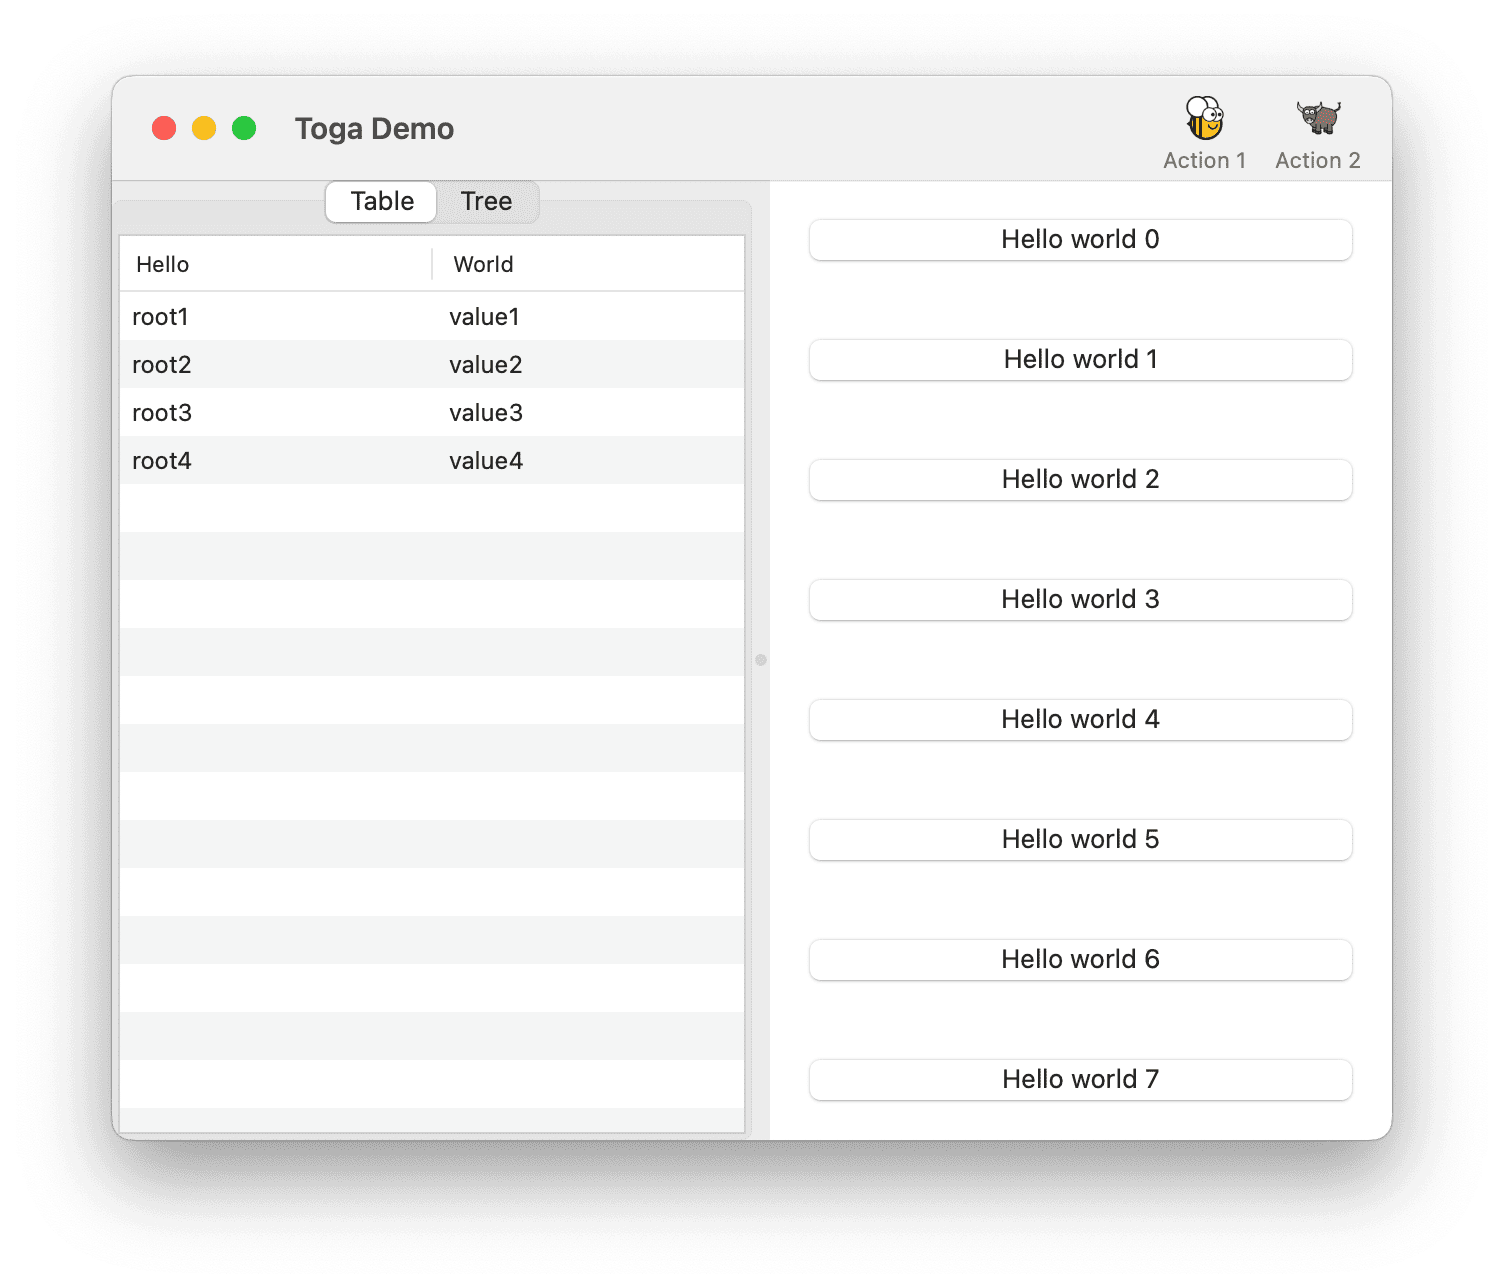 Toga Demo
Action 1
Action 2
Table
Tree
Hello World
root1 value1
root2 value2
root3 value3
root4 value4
Hello world 0
Hello world 1
Hello world 2
Hello world 3
Hello world 4
Hello world 5
Hello world 6
Hello world 7